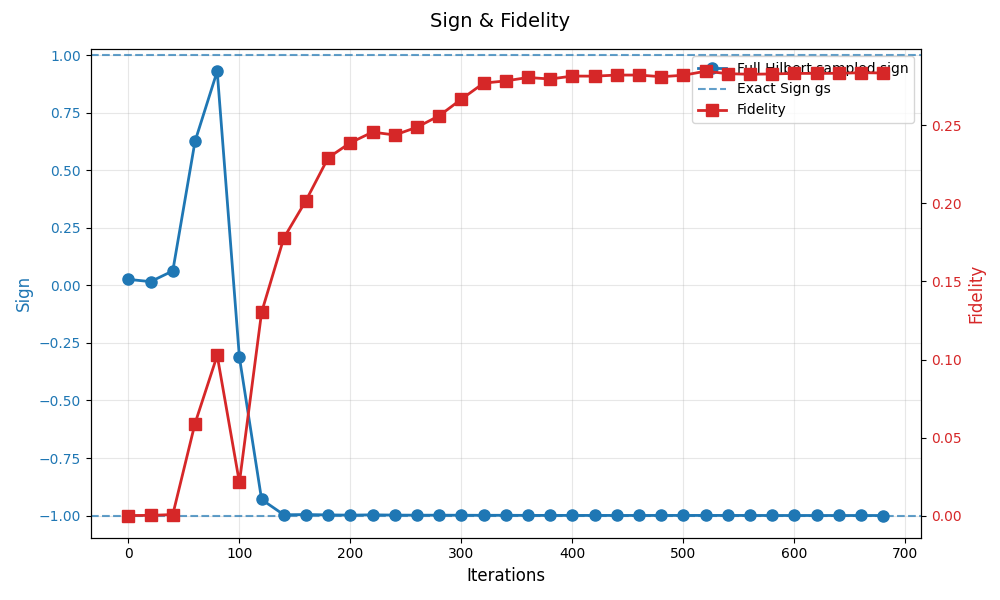 Sign & Fidelity
1.00
0.75
0.50
0.25
0.00
−0.25
−0.50
−0.75
−1.00
Sign
Full Hilbert sampled sign
Exact Sign gs
Fidelity
0.25
0.20
0.15
0.10
0.05
0.00
Fidelity
0 100 200 300 400 500 600 700
Iterations